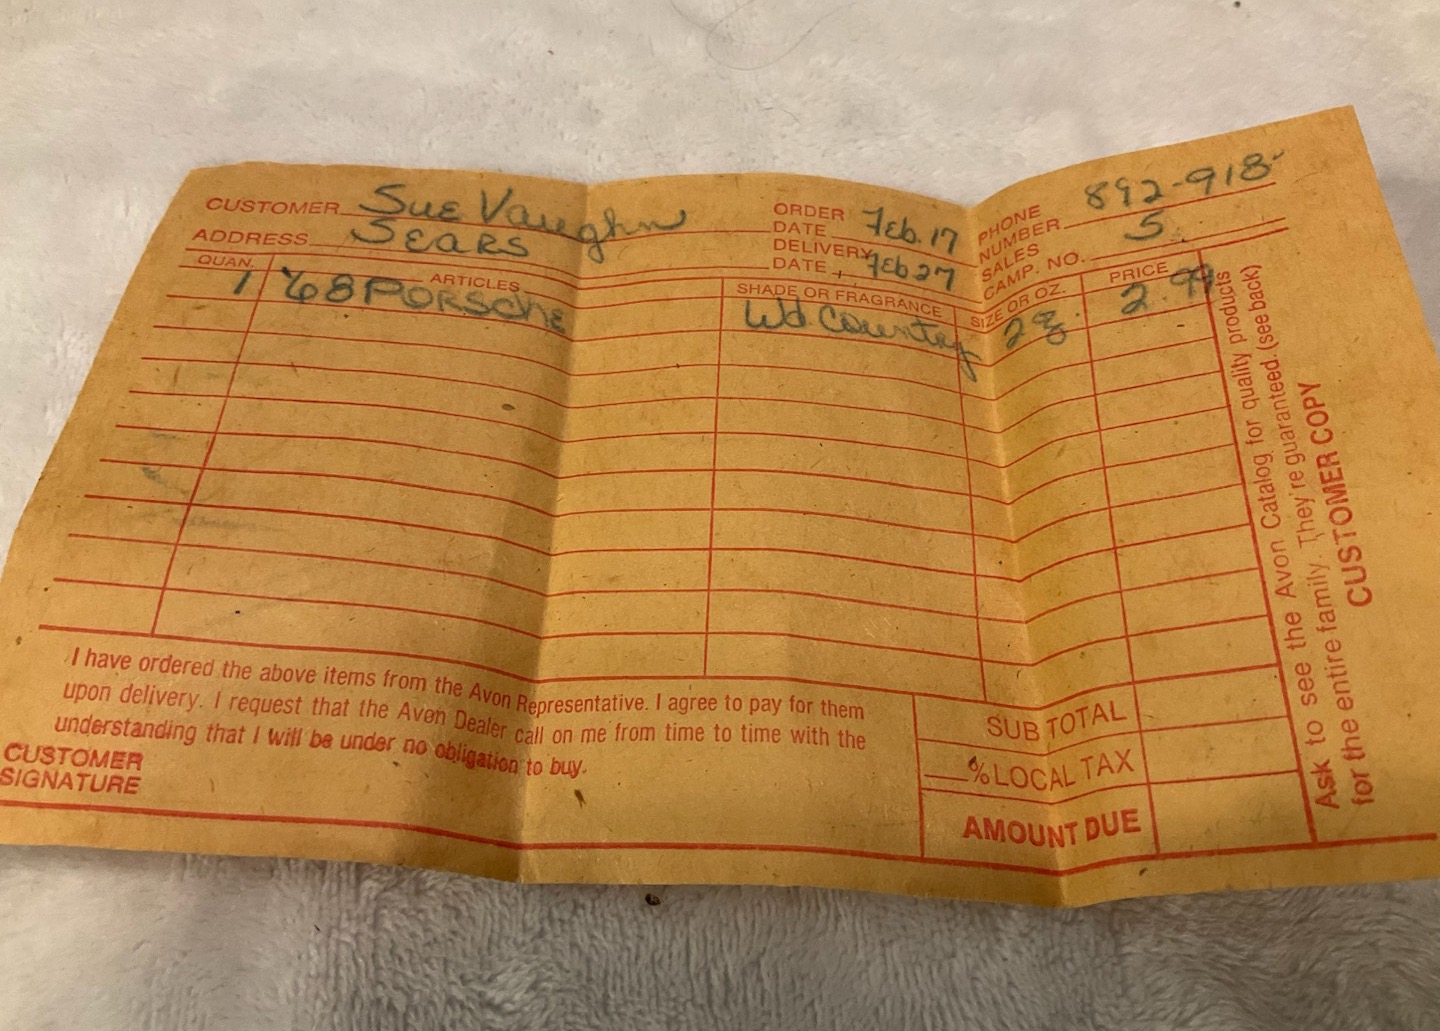 CUSTOMER Sue Vaughn
ADDRESS Sears
ORDER DATE Feb. 17
DELIVERY DATE Feb 27
PHONE NUMBER 892-918
SALES CAMP. NO. 5
QUAN. ARTICLES SHADE OR FRAGRANCE SIZE OR OZ. PRICE
1 '68 PORSche Wd. Country 2 2.99
I have ordered the above items from the Avon Representative. I agree to pay for them
upon delivery. I request that the Avon Dealer call on me from time to time with the
understanding that I will be under no obligation to buy.
CUSTOMER
SIGNATURE
SUB TOTAL
% LOCAL TAX
AMOUNT DUE
Ask to see the Avon Catalog for quality products
for the entire family. They're guaranteed. (see back)
CUSTOMER COPY